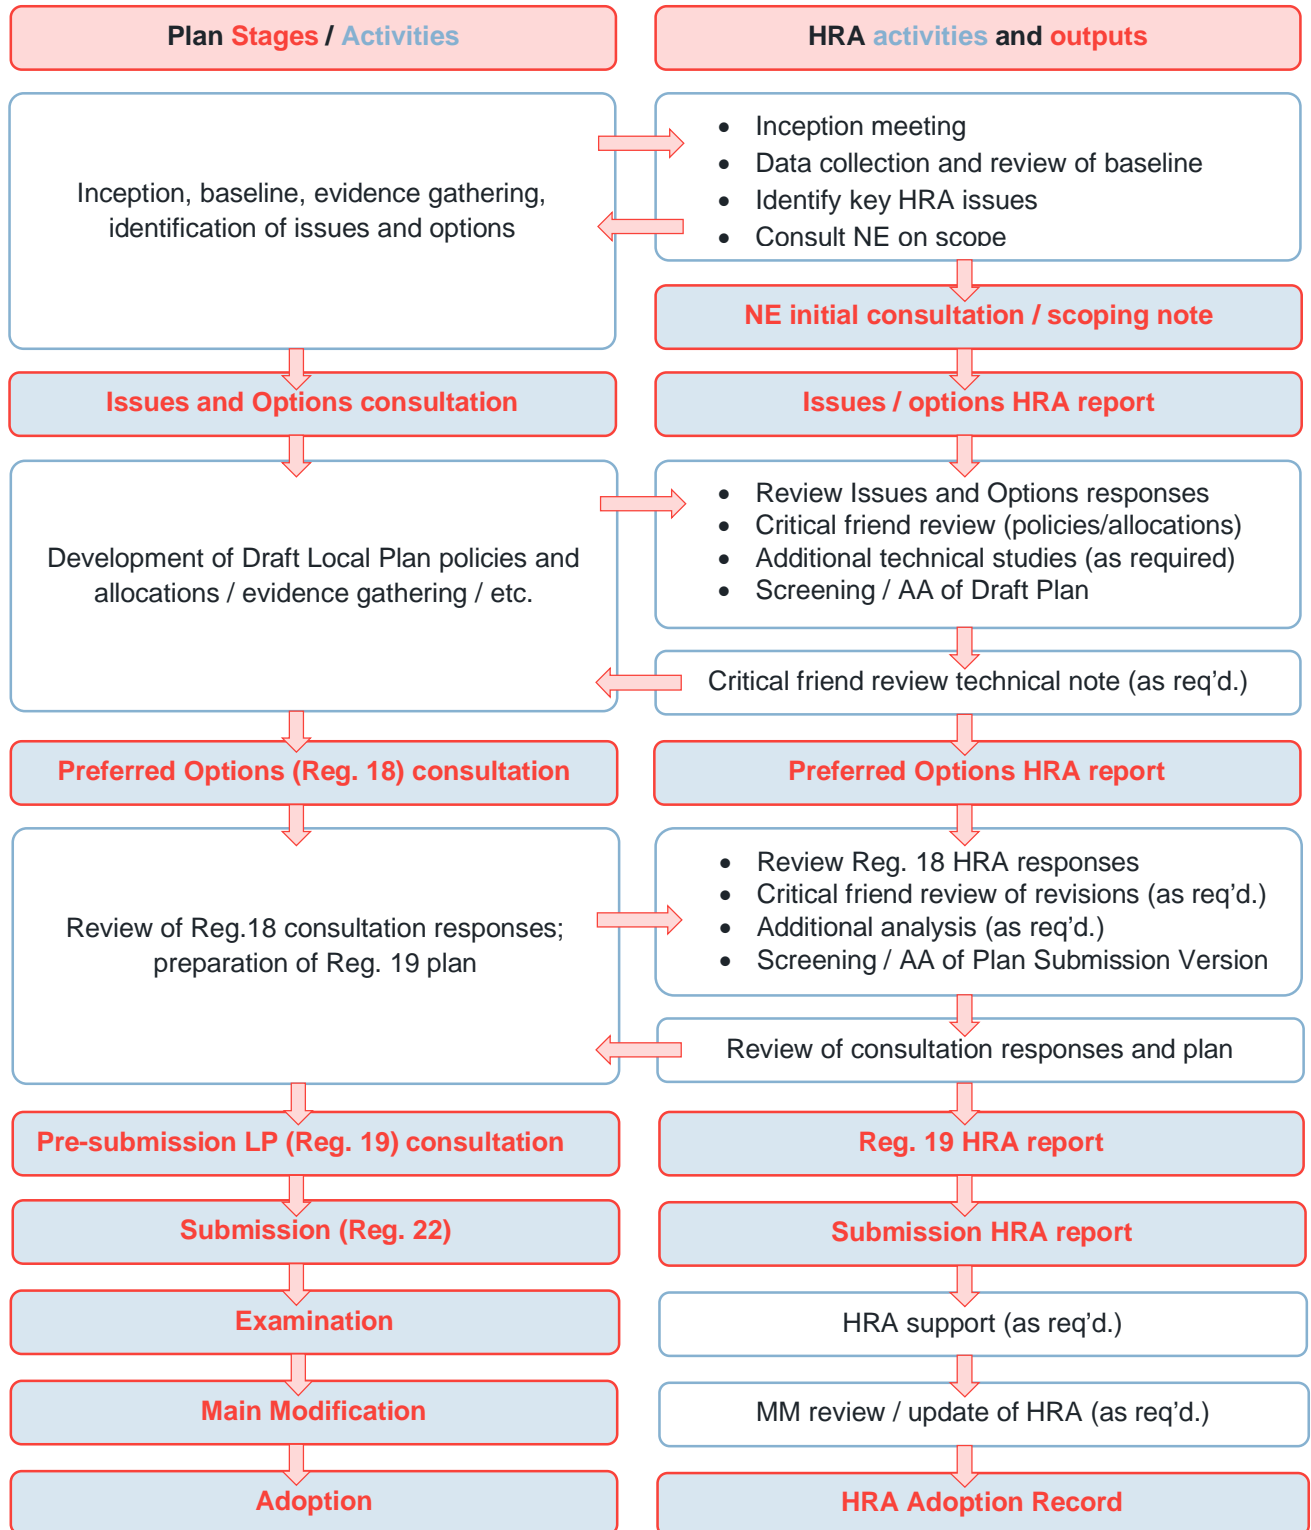 Plan Stages / Activities
HRA activities and outputs
Inception, baseline, evidence gathering,
identification of issues and options
• Inception meeting
• Data collection and review of baseline
• Identify key HRA issues
• Consult NE on scope
NE initial consultation / scoping note
Issues and Options consultation
Issues / options HRA report
Development of Draft Local Plan policies and
allocations / evidence gathering / etc.
• Review Issues and Options responses
• Critical friend review (policies/allocations)
• Additional technical studies (as required)
• Screening / AA of Draft Plan
Critical friend review technical note (as req’d.)
Preferred Options (Reg. 18) consultation
Preferred Options HRA report
Review of Reg.18 consultation responses;
preparation of Reg. 19 plan
• Review Reg. 18 HRA responses
• Critical friend review of revisions (as req’d.)
• Additional analysis (as req’d.)
• Screening / AA of Plan Submission Version
Review of consultation responses and plan
Pre-submission LP (Reg. 19) consultation
Reg. 19 HRA report
Submission (Reg. 22)
Submission HRA report
Examination
HRA support (as req’d.)
Main Modification
MM review / update of HRA (as req’d.)
Adoption
HRA Adoption Record